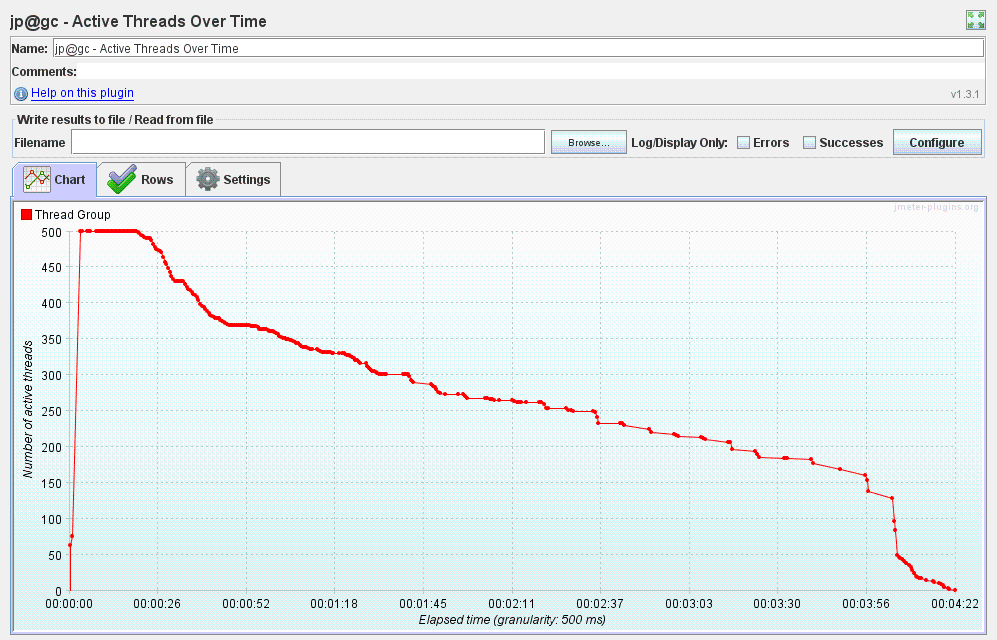 jp@gc - Active Threads Over Time
Name: jp@gc - Active Threads Over Time
Comments:
Help on this plugin v1.3.1
Write results to file / Read from file
Filename Browse... Log/Display Only: Errors Successes Configure
Chart Rows Settings
Thread Group jmeter-plugins.org
500
450
400
350
300
250
200
150
100
50
0
Number of active threads
00:00:00 00:00:26 00:00:52 00:01:18 00:01:45 00:02:11 00:02:37 00:03:03 00:03:30 00:03:56 00:04:22
Elapsed time (granularity: 500 ms)